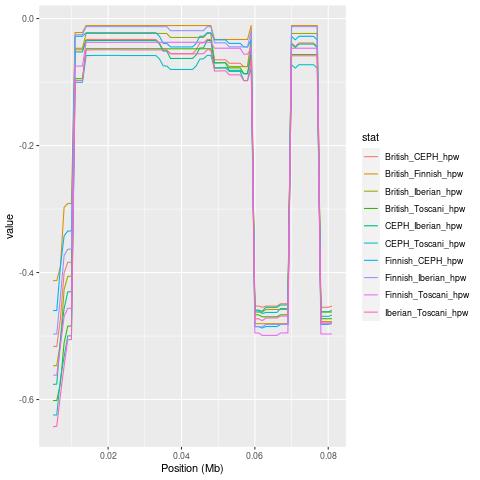 0.0
-0.2
-0.4
-0.6
value
0.02
0.04
0.06
0.08
Position (Mb)
stat
British_CEPH_hpw
British_Finnish_hpw
British_Iberian_hpw
British_Toscani_hpw
CEPH_Iberian_hpw
CEPH_Toscani_hpw
Finnish_CEPH_hpw
Finnish_Iberian_hpw
Finnish_Toscani_hpw
Iberian_Toscani_hpw